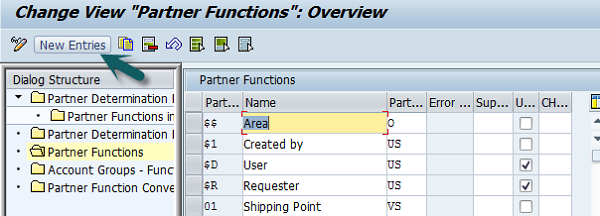 Change View "Partner Functions": Overview
New Entries
Dialog Structure
Partner Determination
Partner Functions in
Partner Determination
Partner Functions
Account Groups - Func
Partner Function Conve
Partner Functions
Part... Name Part... Error ... Sup... U... CH...
$$ Area O
$1 Created by US
$D User US
$R Requester US
01 Shipping Point VS